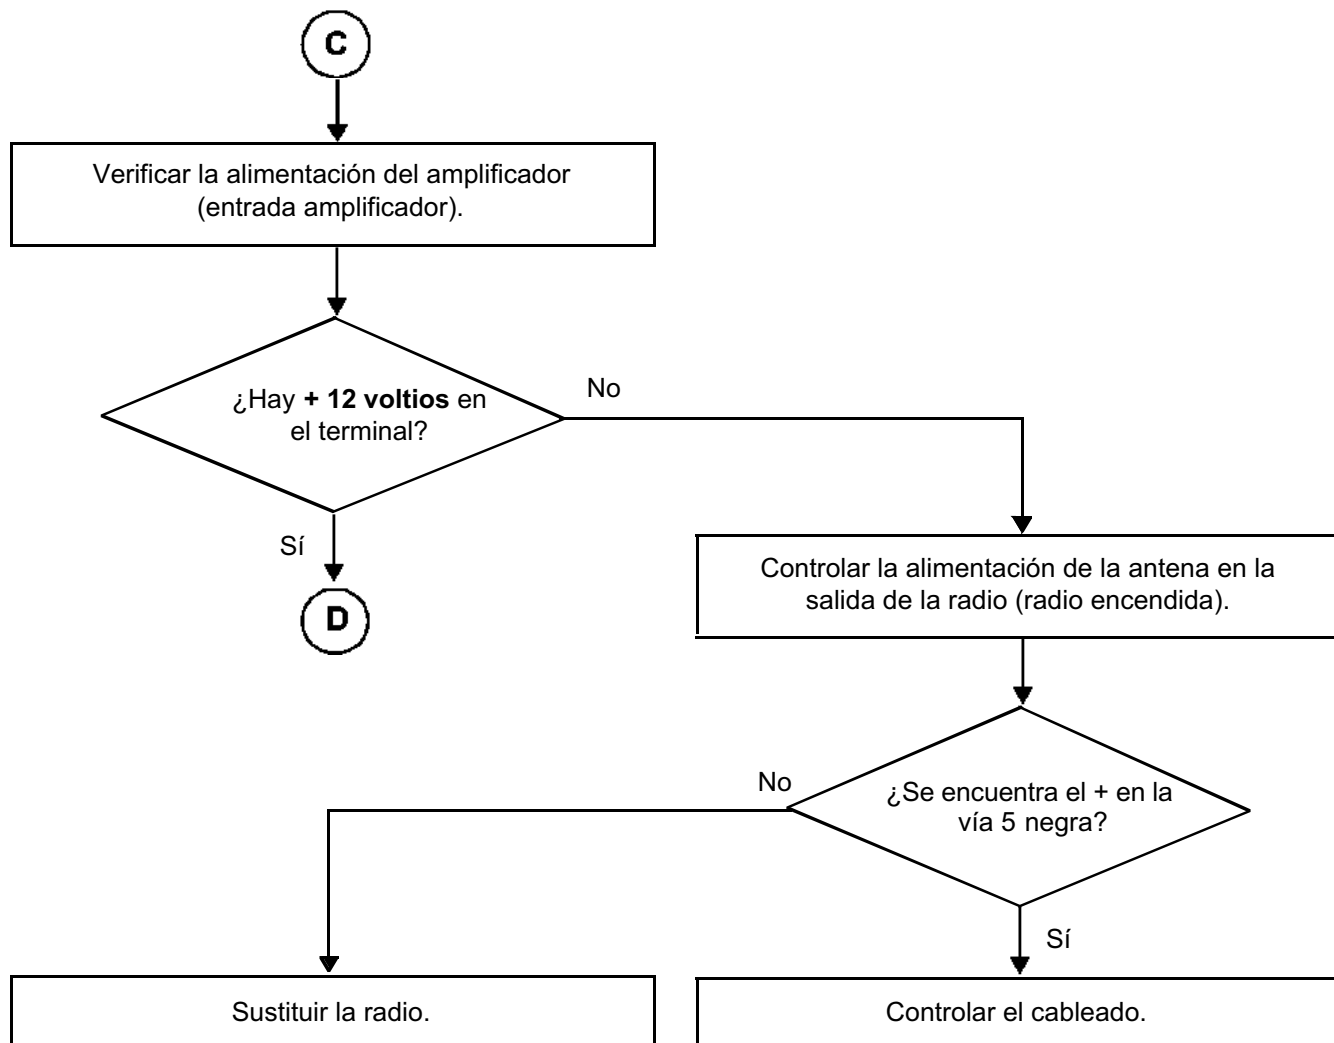 C
Verificar la alimentación del amplificador
(entrada amplificador).
¿Hay + 12 voltios en
el terminal?
No
Sí
D
Controlar la alimentación de la antena en la
salida de la radio (radio encendida).
No
¿Se encuentra el + en la
vía 5 negra?
Sí
Sustituir la radio.
Controlar el cableado.